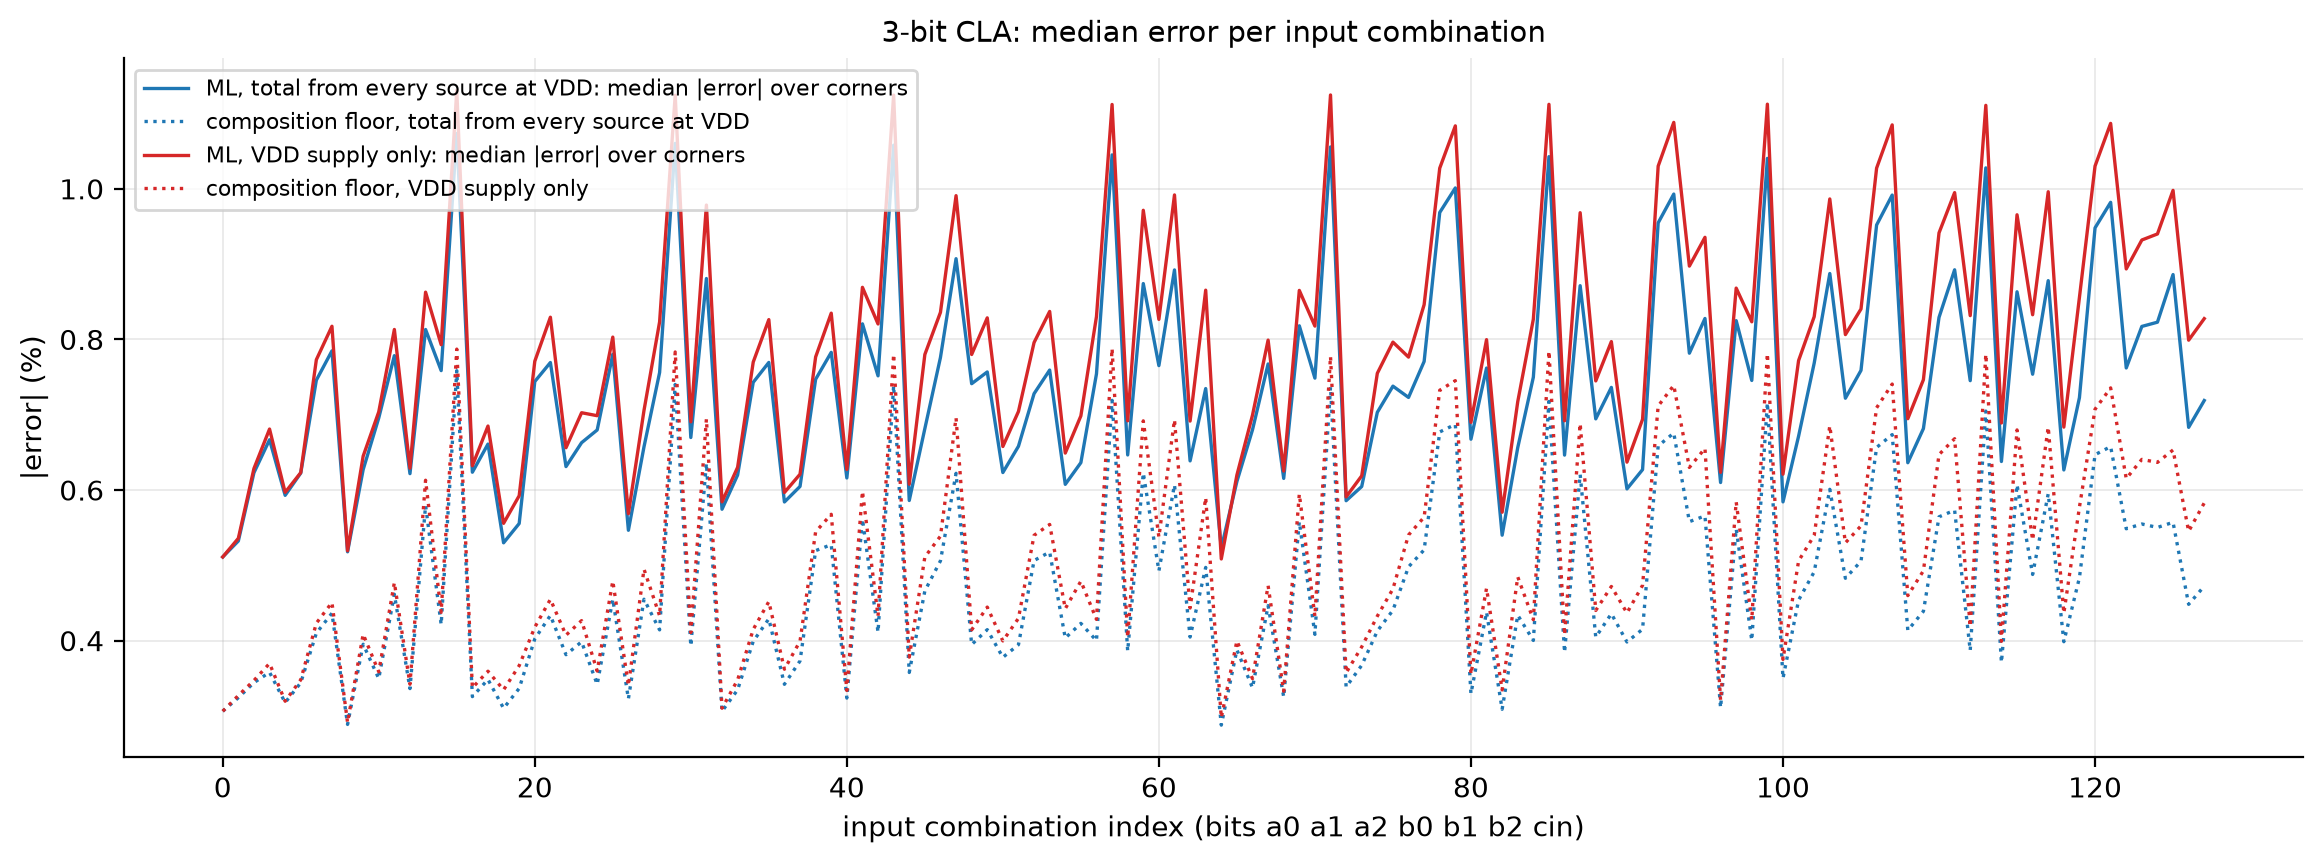 3-bit CLA: median error per input combination
ML, total from every source at VDD: median |error| over corners
composition floor, total from every source at VDD
ML, VDD supply only: median |error| over corners
composition floor, VDD supply only
|error| (%)
1.0
0.8
0.6
0.4
0 20 40 60 80 100 120
input combination index (bits a0 a1 a2 b0 b1 b2 cin)